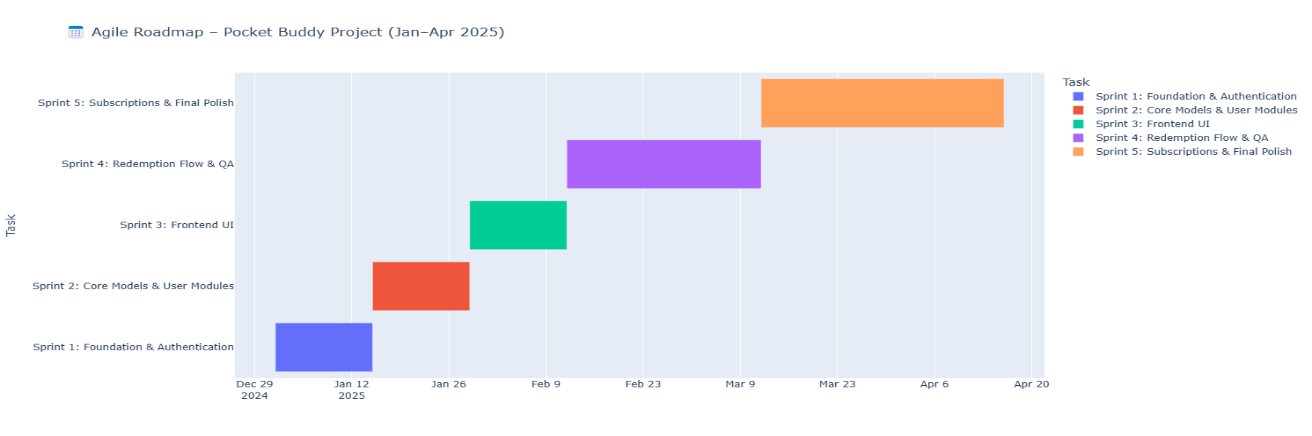 📅 Agile Roadmap – Pocket Buddy Project (Jan–Apr 2025)
Task
Sprint 5: Subscriptions & Final Polish
Sprint 4: Redemption Flow & QA
Sprint 3: Frontend UI
Sprint 2: Core Models & User Modules
Sprint 1: Foundation & Authentication
Dec 29
2024
Jan 12
2025
Jan 26
Feb 9
Feb 23
Mar 9
Mar 23
Apr 6
Apr 20
Task
Sprint 1: Foundation & Authentication
Sprint 2: Core Models & User Modules
Sprint 3: Frontend UI
Sprint 4: Redemption Flow & QA
Sprint 5: Subscriptions & Final Polish